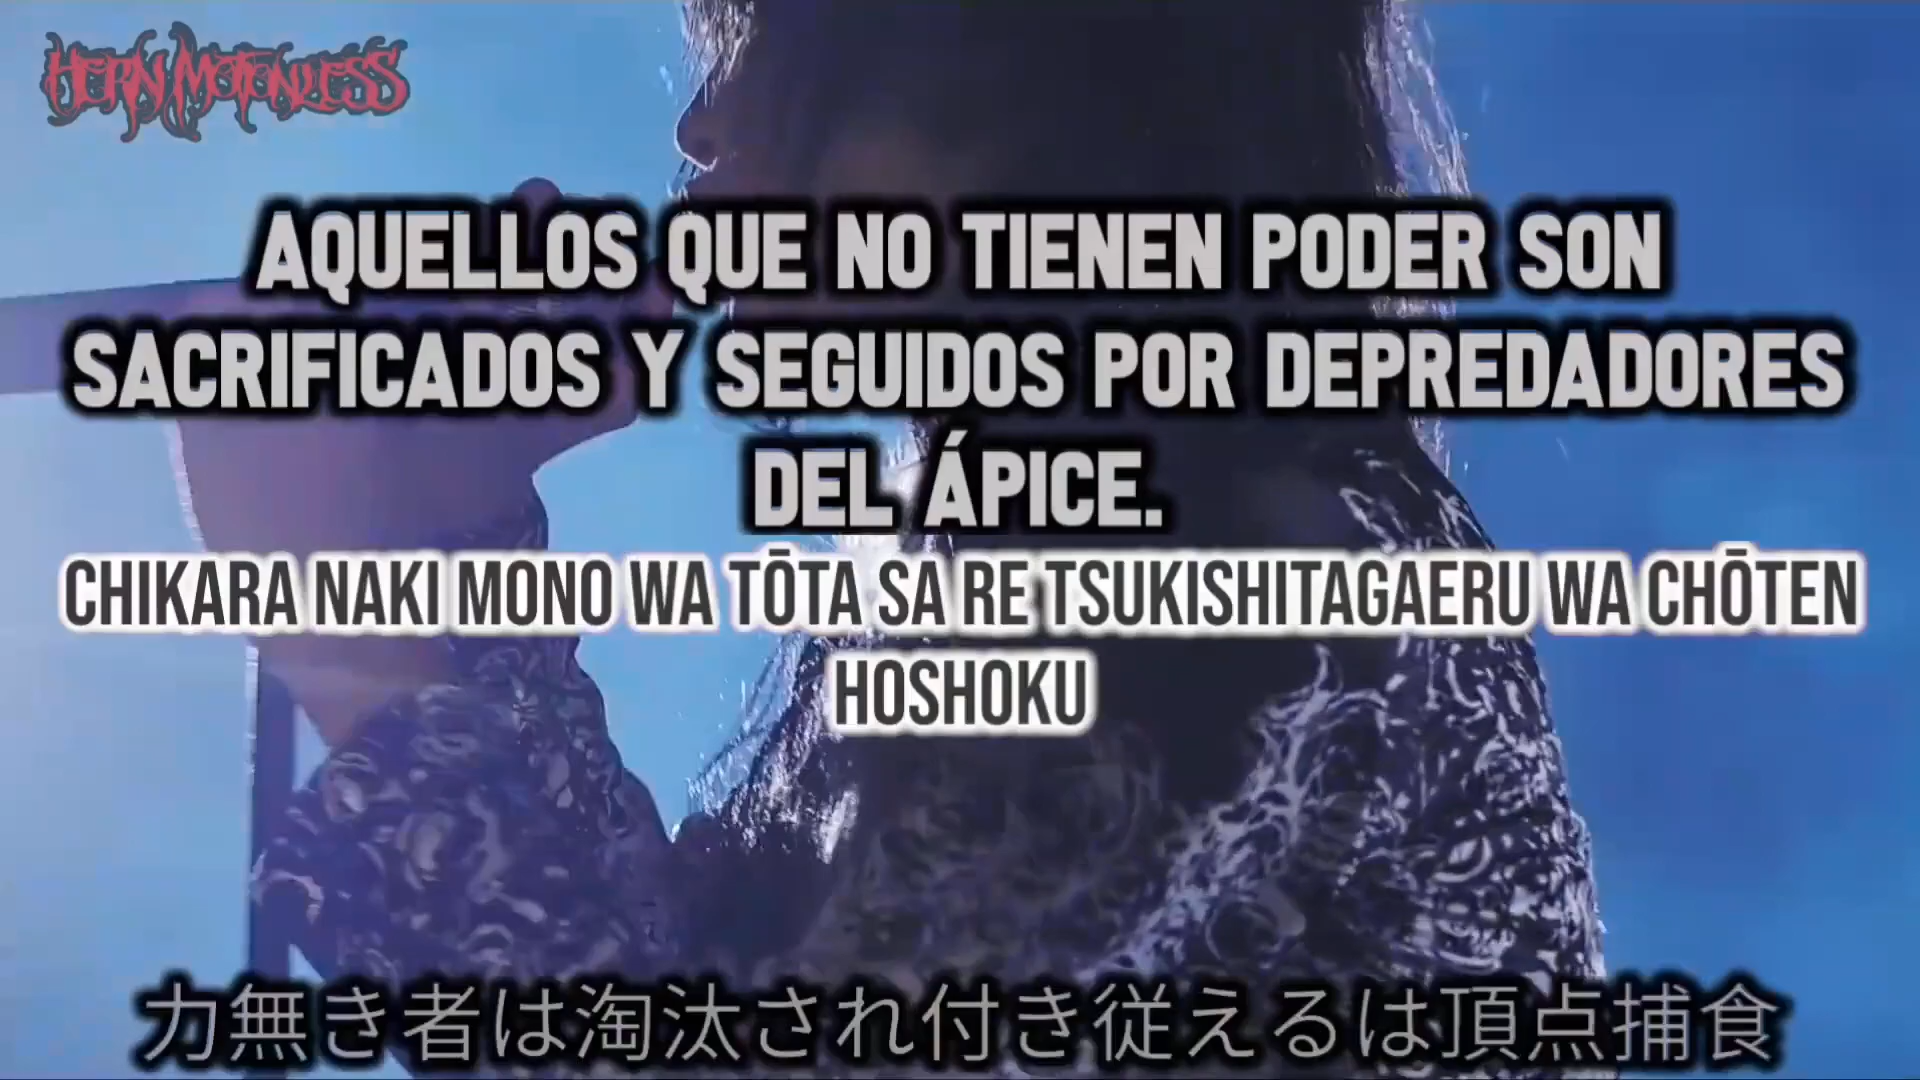 HERN MOTIONLESS
AQUELLOS QUE NO TIENEN PODER SON
SACRIFICADOS Y SEGUIDOS POR DEPREDADORES
DEL ÁPICE.
CHIKARA NAKI MONO WA TŌTA SA RE TSUKISHITAGAERU WA CHŌTEN
HOSHOKU
力無き者は淘汰され付き従えるは頂点捕食